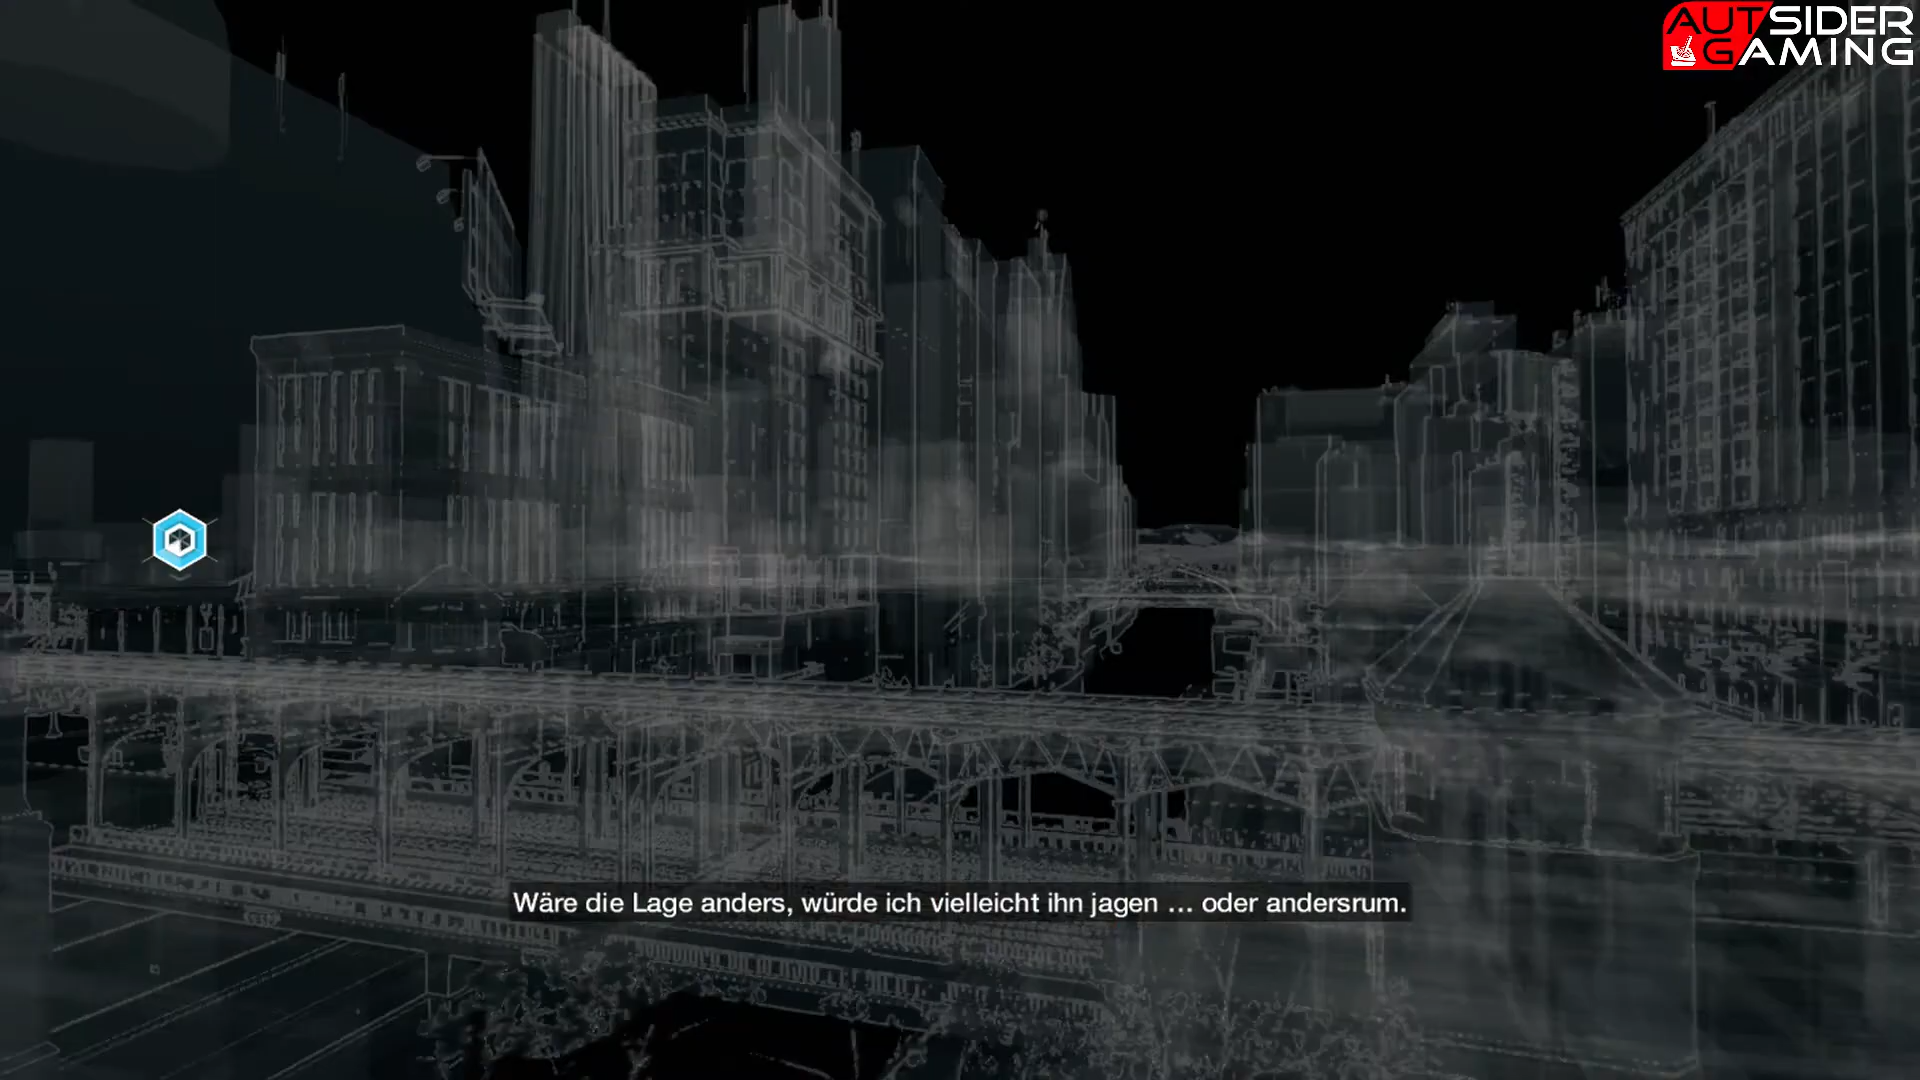 AUTSIDER
GAMING
Wäre die Lage anders, würde ich vielleicht ihn jagen ... oder andersrum.